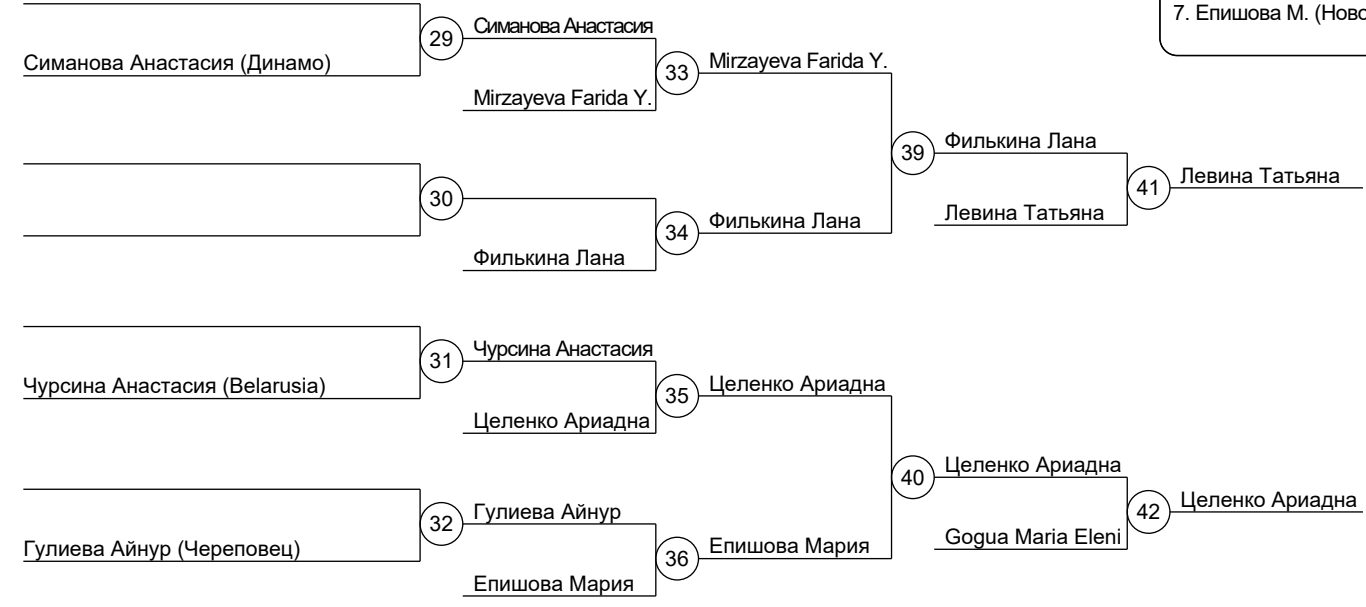 7. Епишова М. (Ново
29
Симанова Анастасия
Симанова Анастасия (Динамо)
33
Mirzayeva Farida Y.
Mirzayeva Farida Y.
39
Филькина Лана
30
41
Левина Татьяна
34
Филькина Лана
Левина Татьяна
Филькина Лана
31
Чурсина Анастасия
Чурсина Анастасия (Belarusia)
35
Целенко Ариадна
Целенко Ариадна
40
Целенко Ариадна
32
Гулиева Айнур
42
Целенко Ариадна
Гулиева Айнур (Череповец)
36
Епишова Мария
Gogua Maria Eleni
Епишова Мария